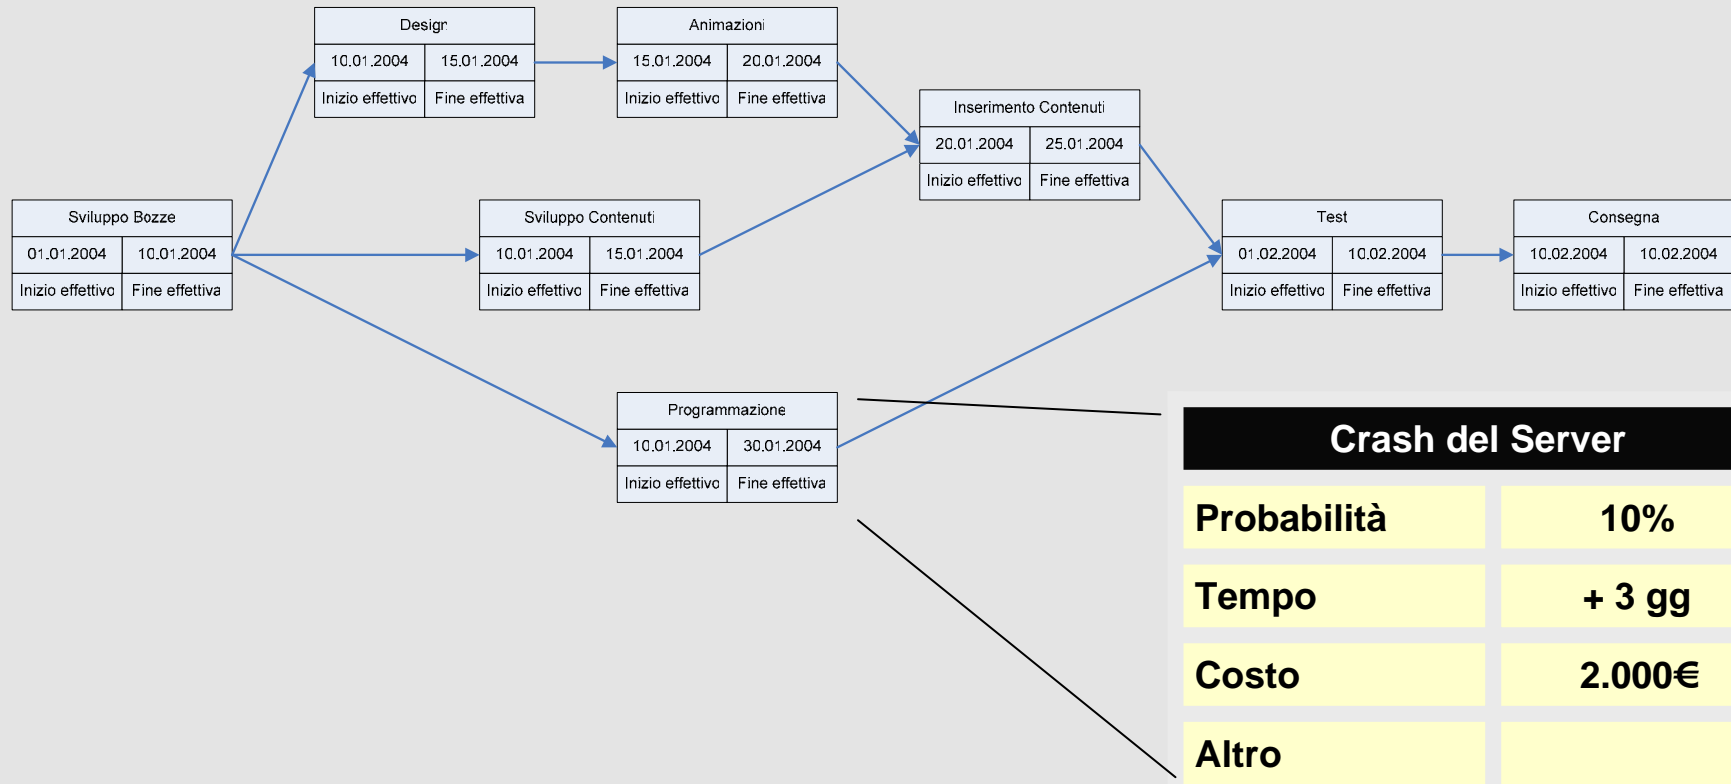 Design
10.01.2004 15.01.2004
Inizio effettivo Fine effettiva
Animazioni
15.01.2004 20.01.2004
Inizio effettivo Fine effettiva
Inserimento Contenuti
20.01.2004 25.01.2004
Inizio effettivo Fine effettiva
Sviluppo Bozze
01.01.2004 10.01.2004
Inizio effettivo Fine effettiva
Sviluppo Contenuti
10.01.2004 15.01.2004
Inizio effettivo Fine effettiva
Test
01.02.2004 10.02.2004
Inizio effettivo Fine effettiva
Consegna
10.02.2004 10.02.2004
Inizio effettivo Fine effettiva
Programmazione
10.01.2004 30.01.2004
Inizio effettivo Fine effettiva
Crash del Server
Probabilità 10%
Tempo + 3 gg
Costo 2.000€
Altro